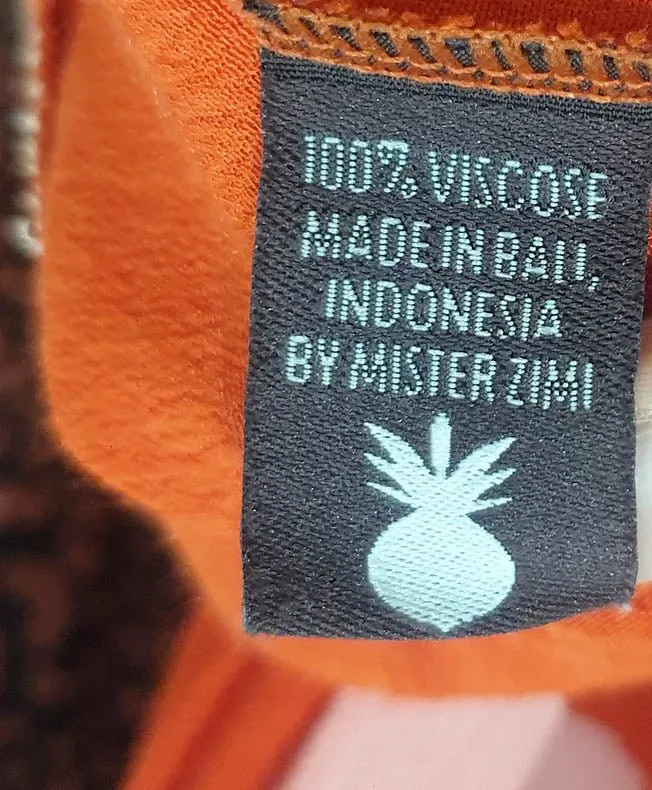 100% VISCOSE
MADE IN BALI,
INDONESIA
BY MISTER ZIMI